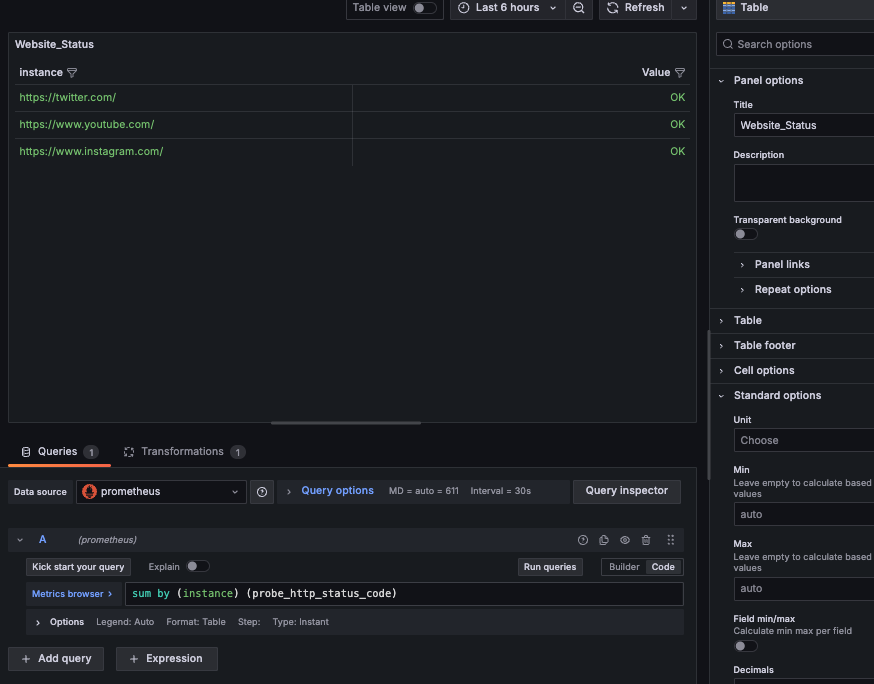 Table view Last 6 hours Refresh Table
Search options
Website_Status
instance Value
https://twitter.com/ OK
https://www.youtube.com/ OK
https://www.instagram.com/ OK
Panel options
Title
Website_Status
Description
Transparent background
Panel links
Repeat options
Table
Table footer
Cell options
Standard options
Unit
Choose
Min
Leave empty to calculate based
values
auto
Max
Leave empty to calculate based
values
auto
Field min/max
Calculate min max per field
Decimals
Queries 1 Transformations 1
Data source prometheus Query options MD = auto = 611 Interval = 30s Query inspector
A (prometheus)
Kick start your query Explain Run queries Builder Code
Metrics browser > sum by (instance) (probe_http_status_code)
Options Legend: Auto Format: Table Step: Type: Instant
+ Add query + Expression